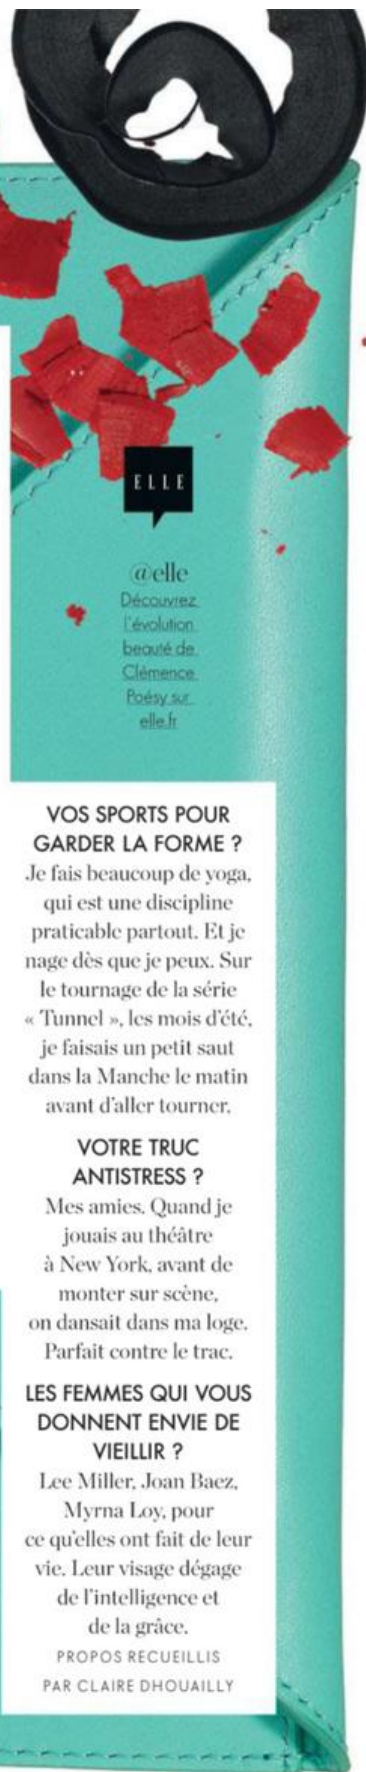 ELLE
@elle
Découvrez
l'évolution
beauté de
Clémence
Poésy sur
elle.fr
VOS SPORTS POUR
GARDER LA FORME ?
Je fais beaucoup de yoga,
qui est une discipline
praticable partout. Et je
nage dès que je peux. Sur
le tournage de la série
« Tunnel », les mois d'été,
je faisais un petit saut
dans la Manche le matin
avant d'aller tourner.
VOTRE TRUC
ANTISTRESS ?
Mes amies. Quand je
jouais au théâtre
à New York, avant de
monter sur scène,
on dansait dans ma loge.
Parfait contre le trac.
LES FEMMES QUI VOUS
DONNENT ENVIE DE
VIEILLIR ?
Lee Miller, Joan Baez,
Myrna Loy, pour
ce qu'elles ont fait de leur
vie. Leur visage dégage
de l'intelligence et
de la grâce.
PROPOS RECUEILLIS
PAR CLAIRE DHOUAILLY